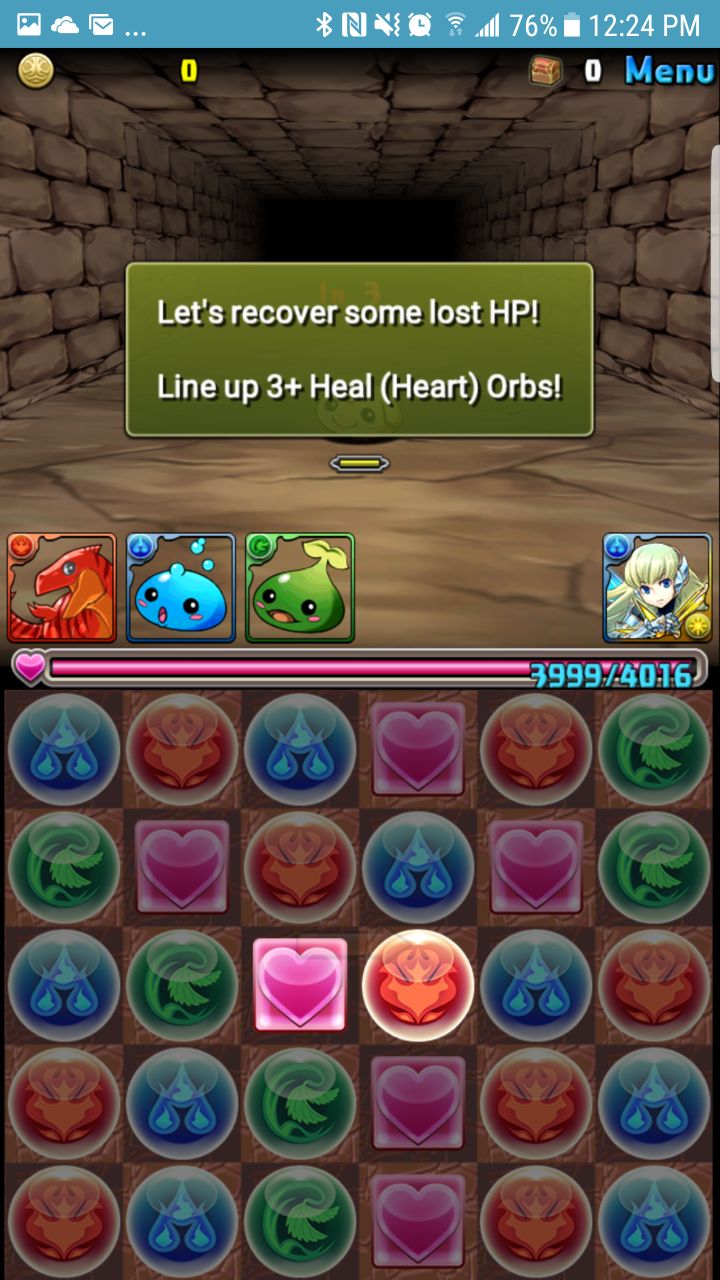 ... 76% 12:24 PM
0 0 Menu
Let's recover some lost HP!
Line up 3+ Heal (Heart) Orbs!
3999/4016